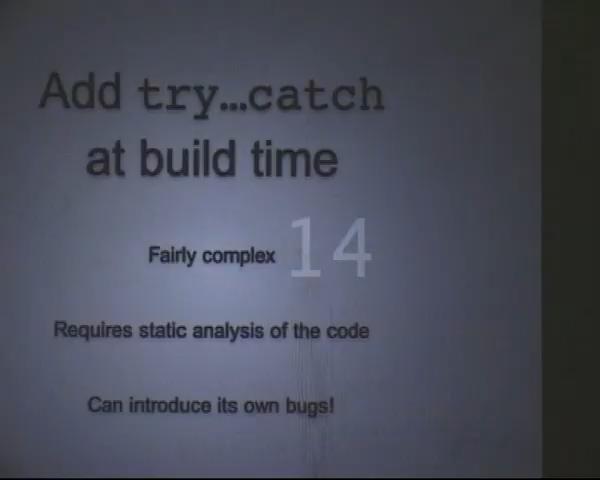 Add try...catch
at build time
Fairly complex
14
Requires static analysis of the code
Can introduce its own bugs!